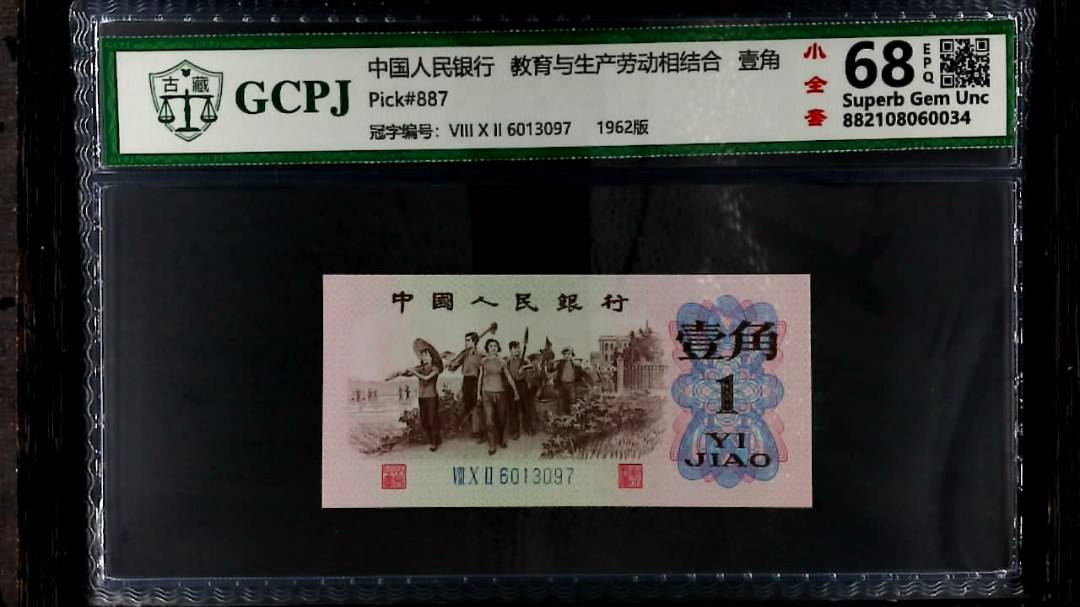 古藏
GCPJ
中国人民银行 教育与生产劳动相结合 壹角
Pick#887
冠字编号: VIII X II 6013097 1962版
小全套
68
EPQ
Superb Gem Unc
882108060034
中國人民銀行
壹角
1
YI
JIAO
VIII X II 6013097